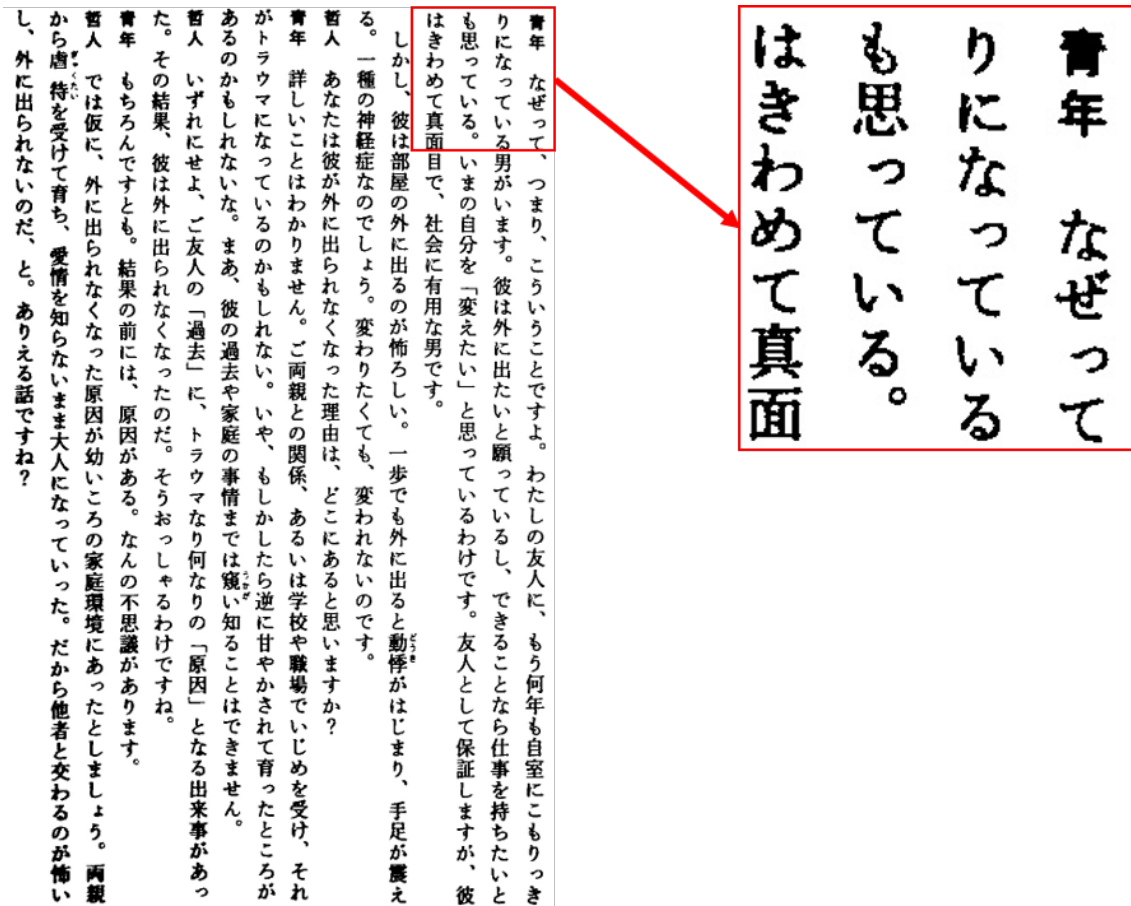 青年　なぜって、つまり、こういうことですよ。わたしの友人に、もう何年も自室にこもりっき
りになっている男がいます。彼は外に出たいと願っているし、できることなら仕事を持ちたいと
も思っている。いまの自分を「変えたい」と思っているわけです。友人として保証しますが、彼
はきわめて真面目で、社会に有用な男です。
しかし、彼は部屋の外に出るのが怖ろしい。一歩でも外に出ると動悸がはじまり、手足が震え
どうき
る。一種の神経症なのでしょう。変わりたくても、変われないのです。
哲人　あなたは彼が外に出られなくなった理由は、どこにあると思いますか？
青年　詳しいことはわかりません。ご両親との関係、あるいは学校や職場でいじめを受け、それ
がトラウマになっているのかもしれない。いや、もしかしたら逆に甘やかされて育ったところが
あるのかもしれないな。まあ、彼の過去や家庭の事情までは窺い知ることはできません。
うかが
哲人　いずれにせよ、ご友人の「過去」に、トラウマなり何なりの「原因」となる出来事があっ
た。その結果、彼は外に出られなくなったのだ。そうおっしゃるわけですね。
青年　もちろんですとも。結果の前には、原因がある。なんの不思議があります。
哲人　では仮に、外に出られなくなった原因が幼いころの家庭環境にあったとしましょう。両親
から虐待を受けて育ち、愛情を知らないまま大人になっていった。だから他者と交わるのが怖い
ぎゃくたい
し、外に出られないのだ、と。ありえる話ですね？
青年　なぜって
りになっている
も思っている。
はきわめて真面